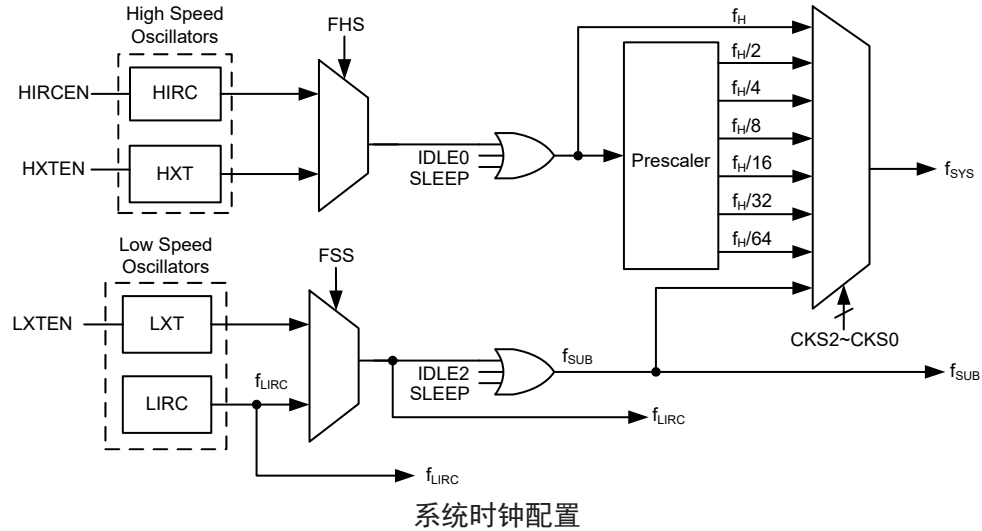 High Speed
Oscillators
FHS
HIRCEN
HIRC
HXTEN
HXT
IDLE0
SLEEP
Prescaler
fH
fH/2
fH/4
fH/8
fH/16
fH/32
fH/64
fSYS
CKS2~CKS0
Low Speed
Oscillators
FSS
LXTEN
LXT
LIRC
fLIRC
IDLE2
SLEEP
fSUB
fSUB
fLIRC
fLIRC
系统时钟配置